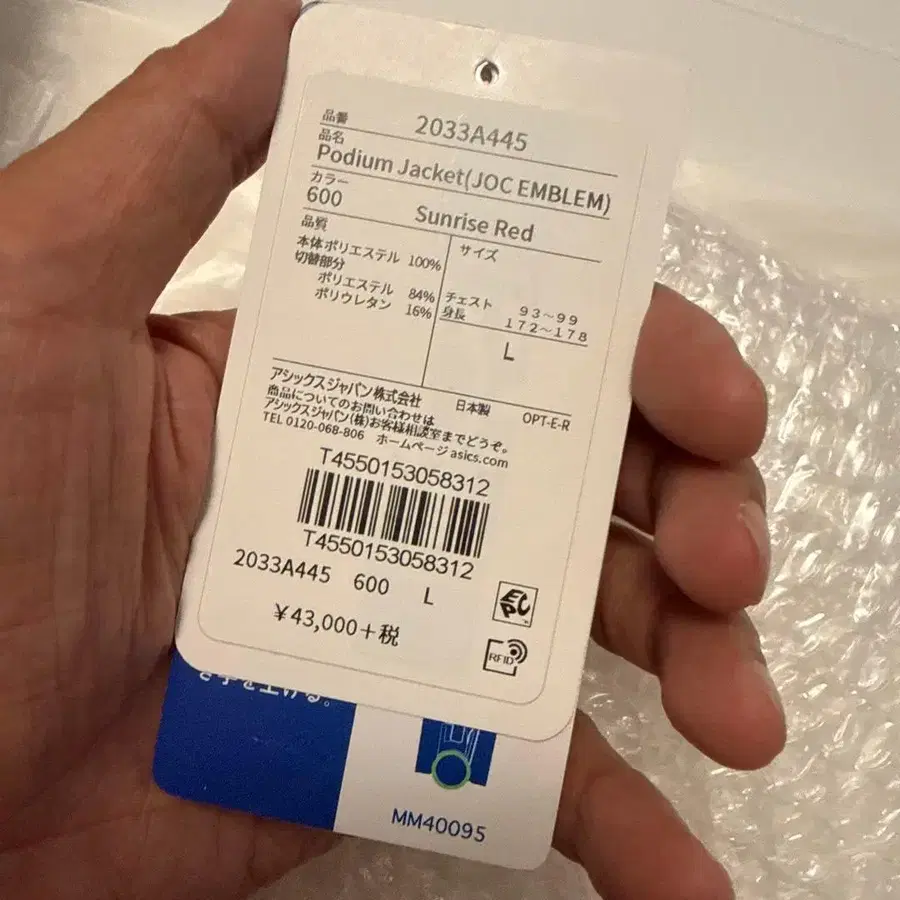 品番 2033A445
品名
Podium Jacket(JOC EMBLEM)
カラー
600 Sunrise Red
品質 サイズ
本体 ポリエステル 100%
切替部分
ポリエステル 84%
ポリウレタン 16%
チェスト 93~99
身長 172~178
L
アシックスジャパン株式会社 日本製 OPT-E-R
商品についてのお問い合わせは
アシックスジャパン(株)お客様相談室までどうぞ。
TEL 0120-068-806 ホームページ asics.com
T4550153058312
T4550153058312
2033A445 600 L
¥43,000+税
EPC
RFID
MM40095